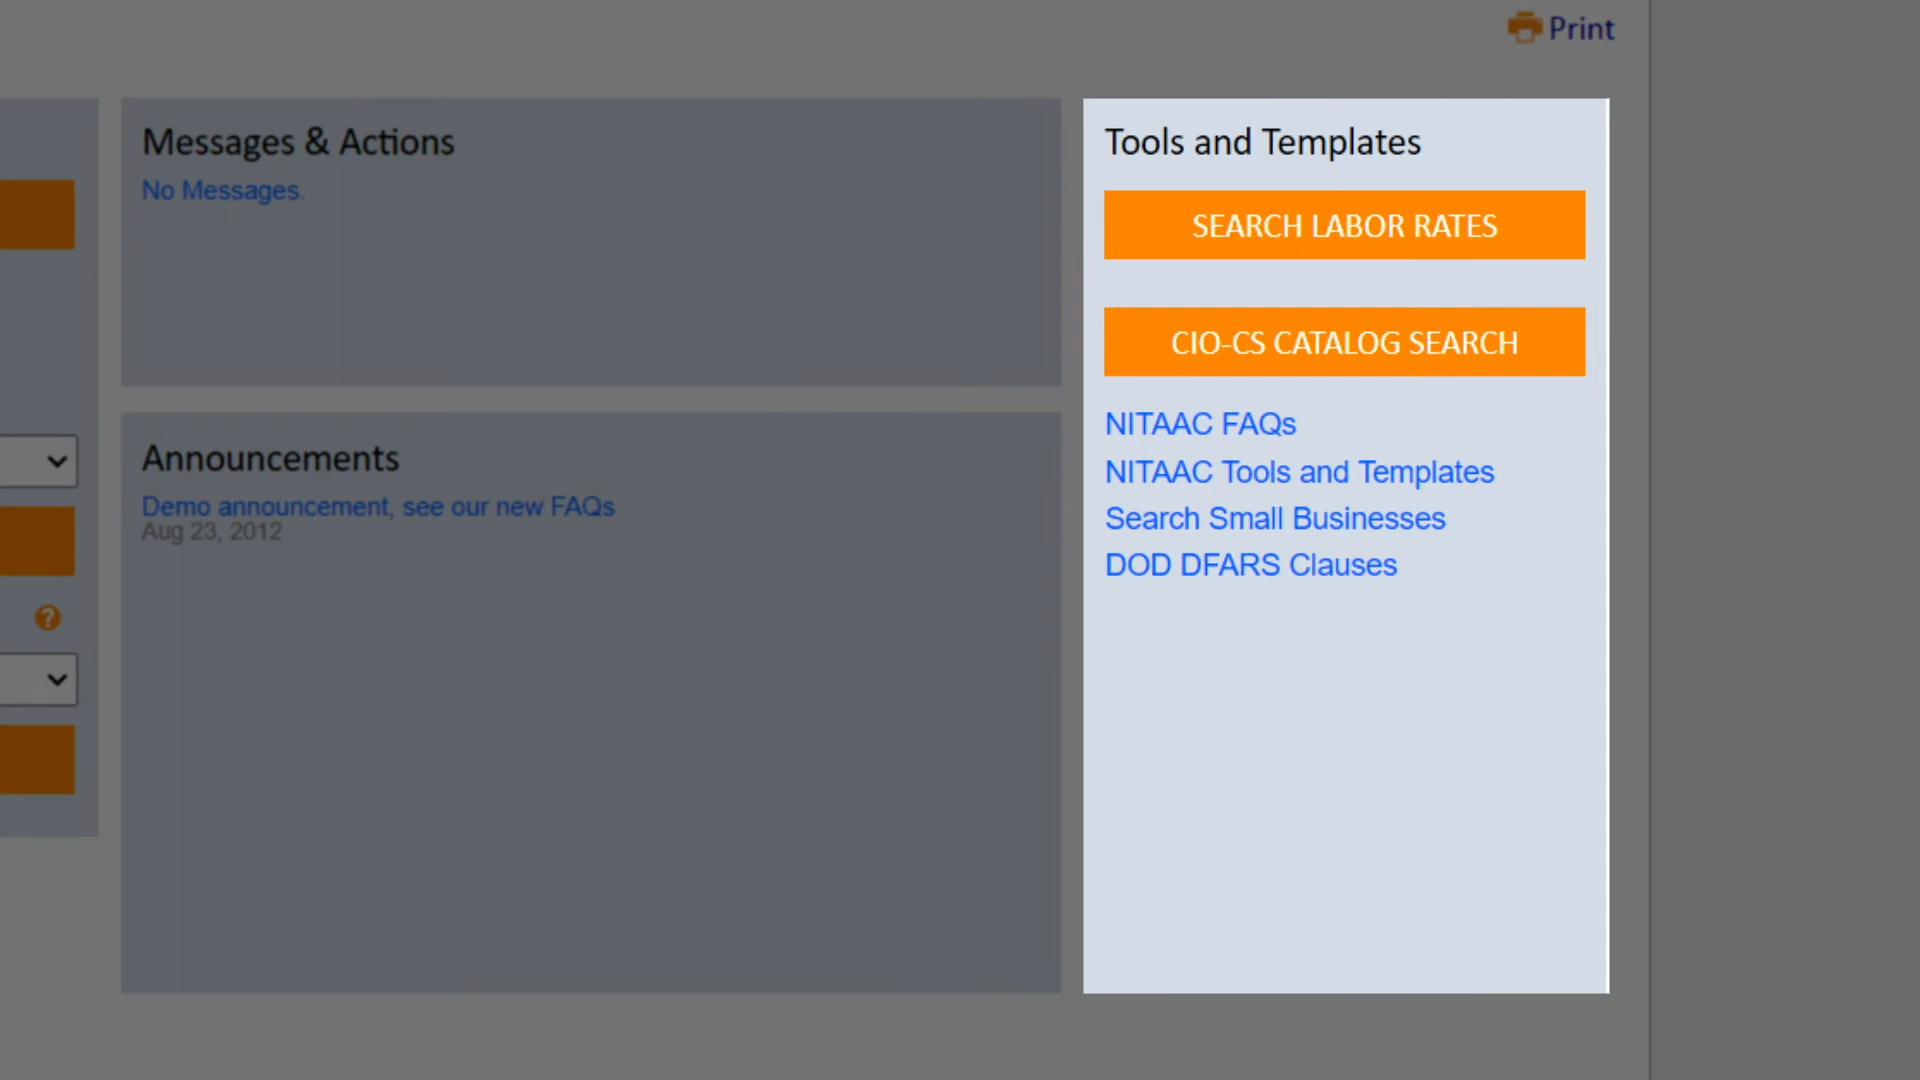 Print
Messages & Actions
No Messages.
Announcements
Demo announcement, see our new FAQs
Aug 23, 2012
?
Tools and Templates
SEARCH LABOR RATES
CIO-CS CATALOG SEARCH
NITAAC FAQs
NITAAC Tools and Templates
Search Small Businesses
DOD DFARS Clauses